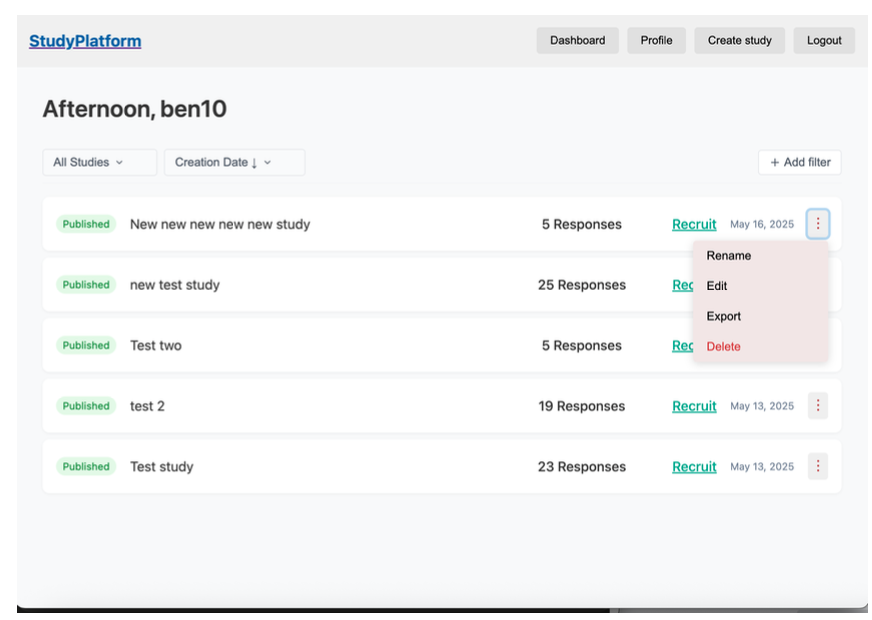 StudyPlatform Dashboard Profile Create study Logout
Afternoon, ben10
All Studies Creation Date ↓ + Add filter
Published New new new new new study 5 Responses Recruit May 16, 2025
Rename
Published new test study 25 Responses Rec Edit
Export
Published Test two 5 Responses Rec Delete
Published test 2 19 Responses Recruit May 13, 2025
Published Test study 23 Responses Recruit May 13, 2025